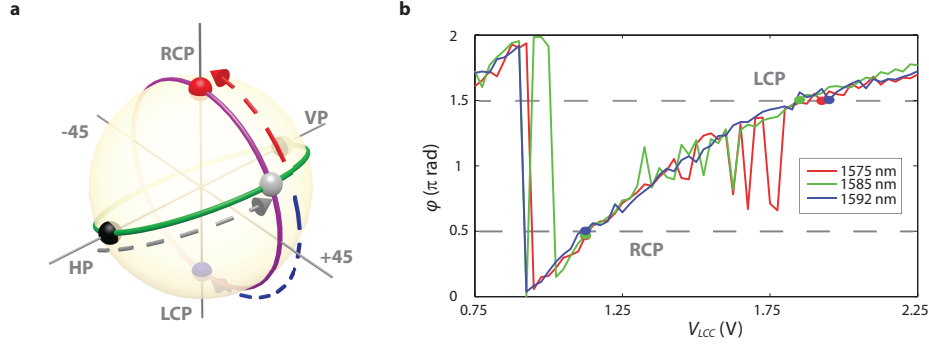 a
RCP
VP
-45
+45
HP
LCP
b
2
1.5
1
0.5
0
φ (π rad)
LCP
RCP
1575 nm
1585 nm
1592 nm
0.75
1.25
1.75
2.25
V_LCC (V)